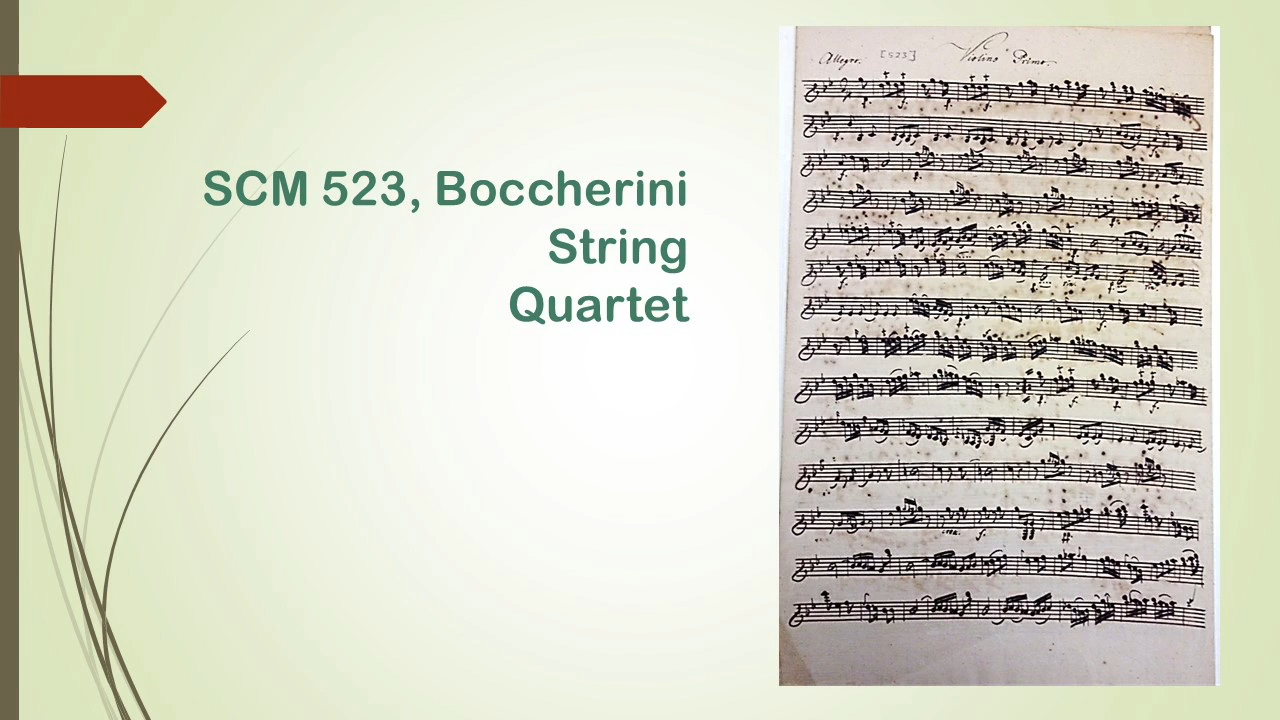 SCM 523, Boccherini
String
Quartet
Allegro. [523] Violino Primo.